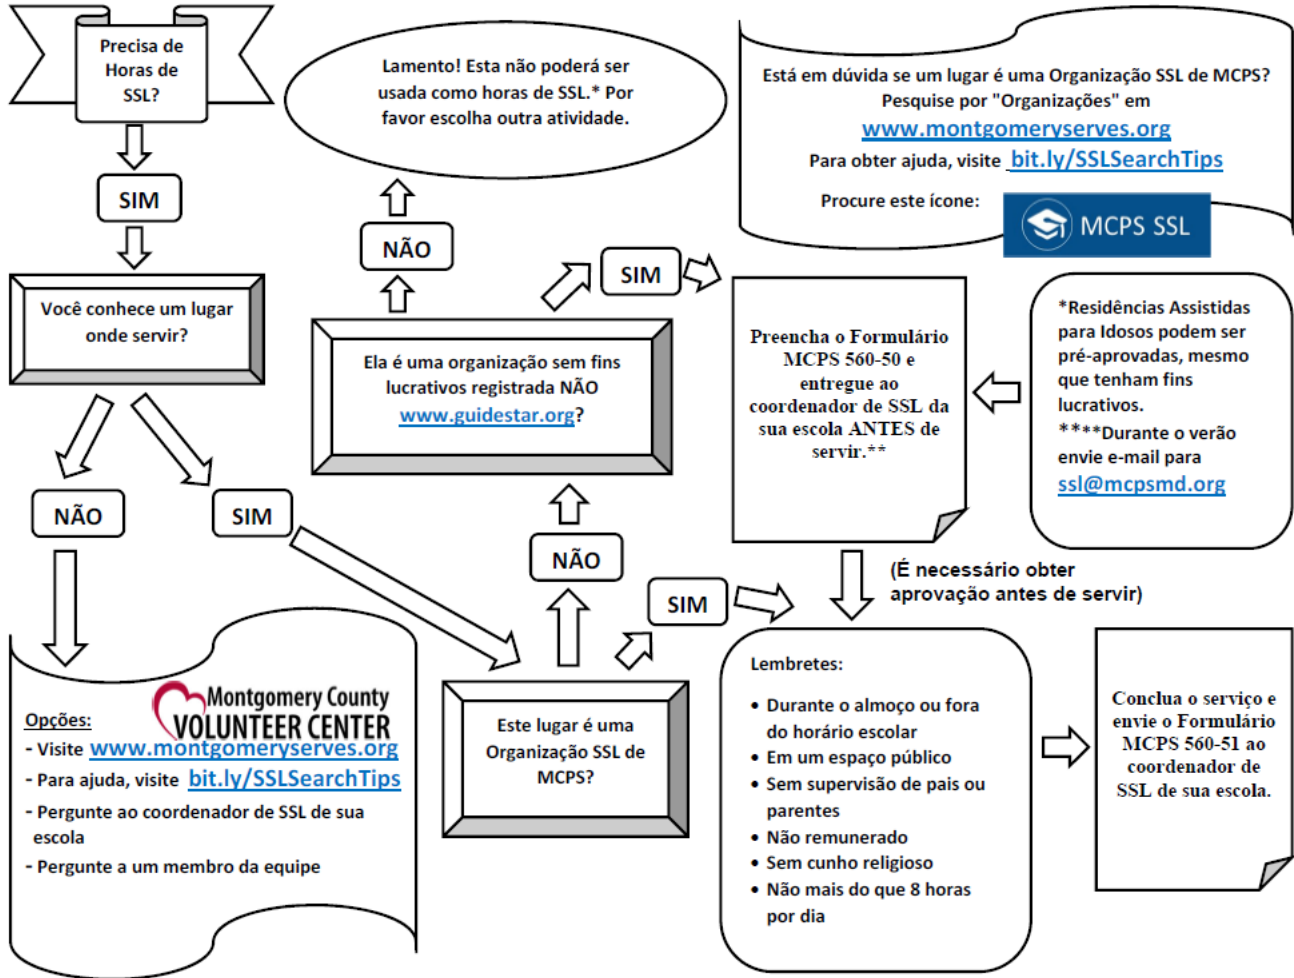 Precisa de
Horas de
SSL?
SIM
Você conhece um lugar
onde servir?
NÃO
SIM
Opções:
Montgomery County
VOLUNTEER CENTER
- Visite www.montgomeryserves.org
- Para ajuda, visite bit.ly/SSLSearchTips
- Pergunte ao coordenador de SSL de sua
escola
- Pergunte a um membro da equipe
Este lugar é uma
Organização SSL de
MCPS?
NÃO
SIM
Ela é uma organização sem fins
lucrativos registrada NÃO
www.guidestar.org?
NÃO
SIM
Lamento! Esta não poderá ser
usada como horas de SSL.* Por
favor escolha outra atividade.
Está em dúvida se um lugar é uma Organização SSL de MCPS?
Pesquise por "Organizações" em
www.montgomeryserves.org
Para obter ajuda, visite bit.ly/SSLSearchTips
Procure este ícone:
MCPS SSL
Preencha o Formulário
MCPS 560-50 e
entregue ao
coordenador de SSL da
sua escola ANTES de
servir.**
*Residências Assistidas
para Idosos podem ser
pré-aprovadas, mesmo
que tenham fins
lucrativos.
****Durante o verão
envie e-mail para
ssl@mcpsmd.org
(É necessário obter
aprovação antes de servir)
Lembretes:
• Durante o almoço ou fora
do horário escolar
• Em um espaço público
• Sem supervisão de pais ou
parentes
• Não remunerado
• Sem cunho religioso
• Não mais do que 8 horas
por dia
Conclua o serviço e
envie o Formulário
MCPS 560-51 ao
coordenador de
SSL de sua escola.